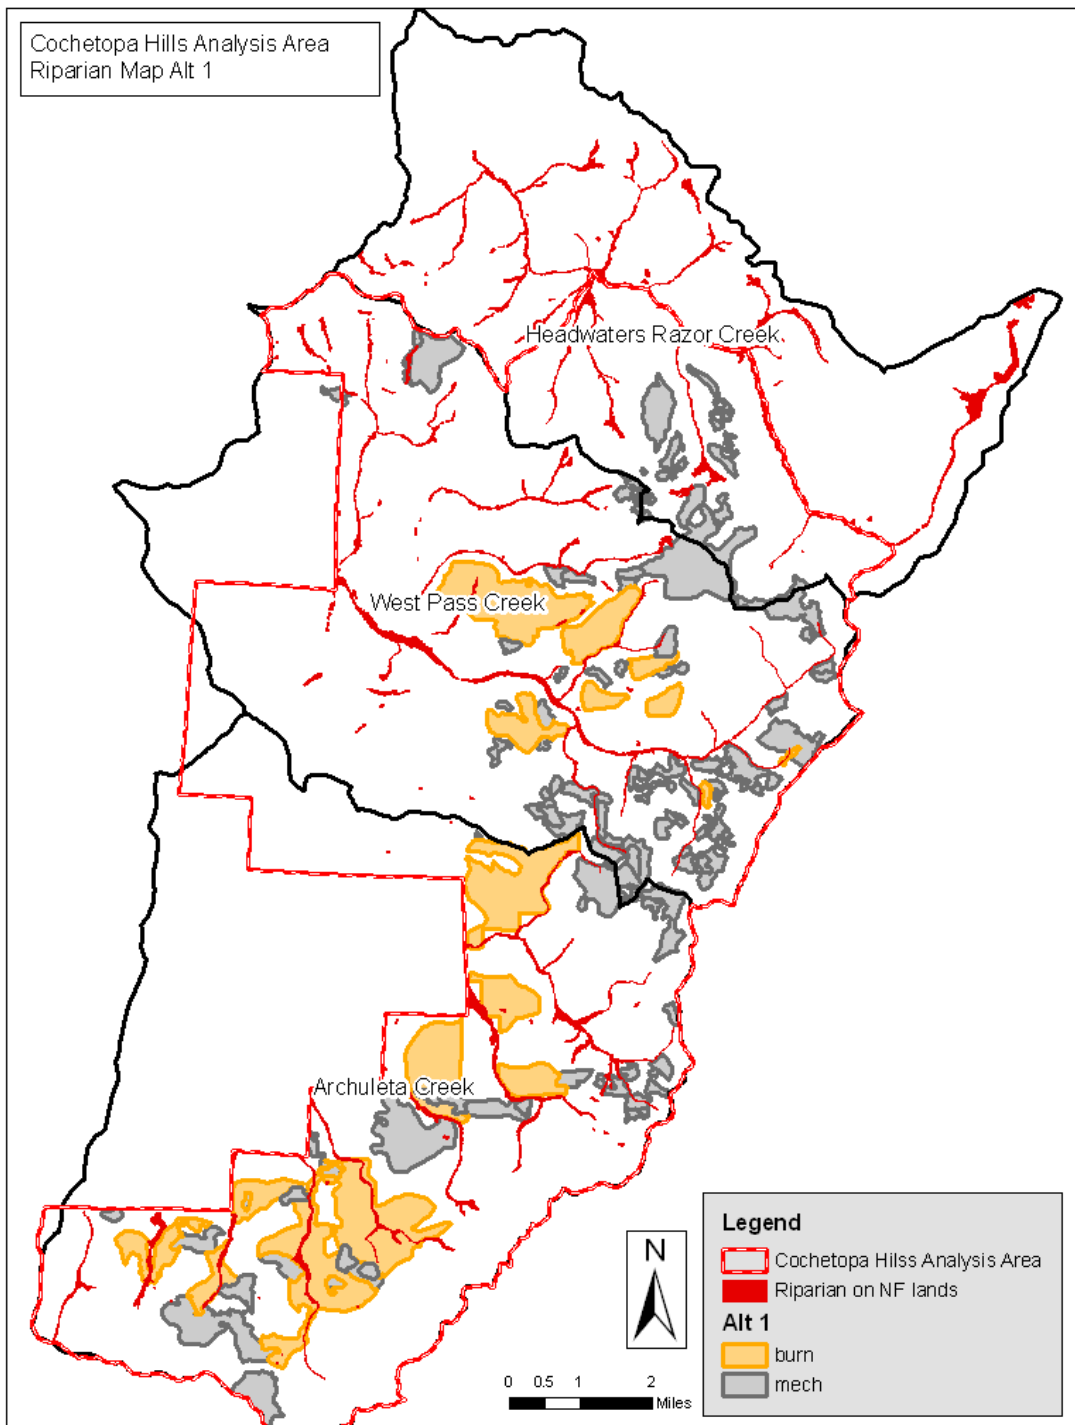 Cochetopa Hills Analysis Area
Riparian Map Alt 1
Headwaters Razor Creek
West Pass Creek
Archuleta Creek
N
0 0.5 1 2
Miles
Legend
Cochetopa Hilss Analysis Area
Riparian on NF lands
Alt 1
burn
mech